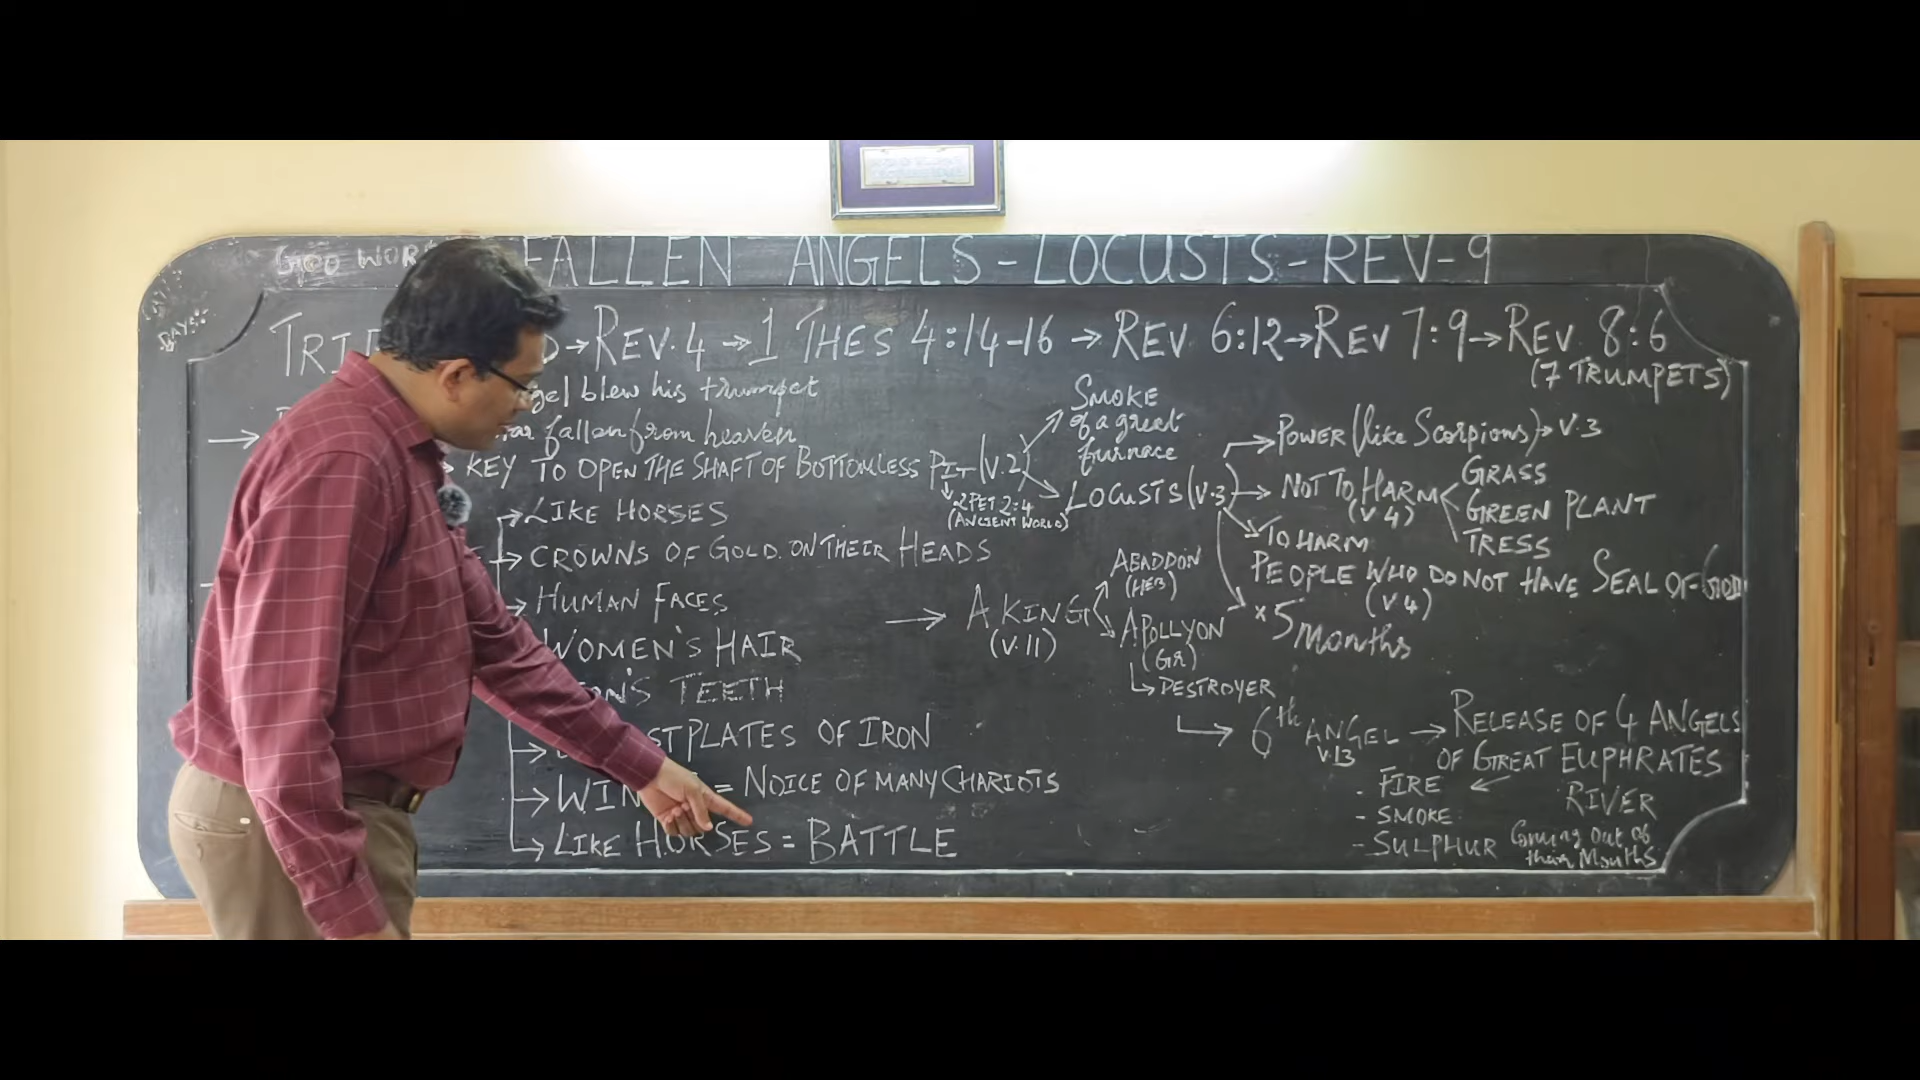 GOD
FALLEN ANGELS-LOCUSTS-REV-9
DAYS:-
→REV.4 →1 THES 4:14-16 → REV 6:12→REV 7:9→REV. 8:6
(7 TRUMPETS)
blew his trumpet
fallen from heaven
KEY TO OPEN THE SHAFT OF BOTTOMLESS PIT (V.2)
2PET 2:4
(ANCIENT WORLD)
SMOKE
of a great
furnace
LOCUSTS (V.3)
POWER (like Scorpions)→V.3
NOT TO HARM
(V 4)
GRASS
GREEN PLANT
TRESS
TO HARM
PEOPLE WHO DO NOT HAVE SEAL OF GOD
(V4)
×5 Months
→LIKE HORSES
→CROWNS OF GOLD. ON THEIR HEADS
→HUMAN FACES
WOMEN'S HAIR
TEETH
PLATES OF IRON
= NOICE OF MANY CHARIOTS
LIKE HORSES = BATTLE
→ A KING
(V.11)
ABADDON
(HEB)
APOLLYON
(Gr)
DESTROYER
→ 6th ANGEL → RELEASE OF 4 ANGELS
V.13
OF GREAT EUPHRATES
RIVER
- FIRE
- SMOKE
- SULPHUR Coming out of
their Mouths